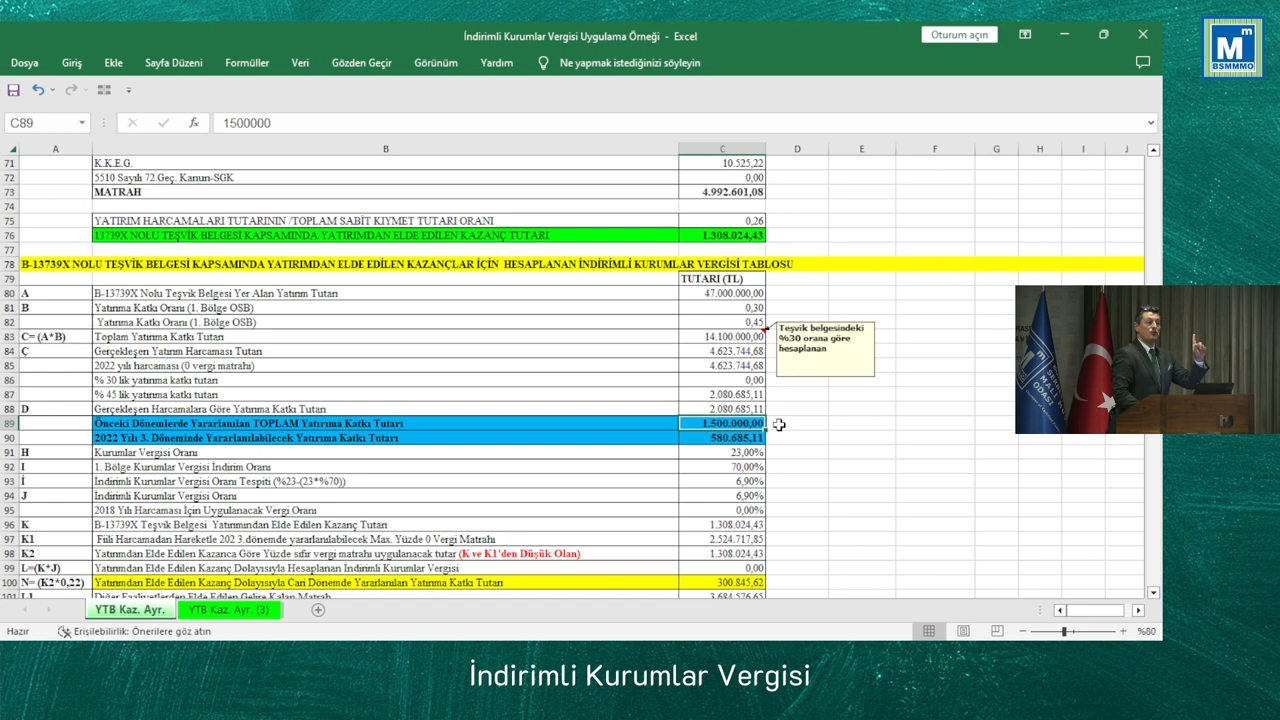 İndirimli Kurumlar Vergisi Uygulama Örneği - Excel
Oturum açın
M m
BSMMMO
Dosya Giriş Ekle Sayfa Düzeni Formüller Veri Gözden Geçir Görünüm Yardım Ne yapmak istediğinizi söyleyin
C89 fx 1500000
A B C D E F G H I J
71 K.K.E.G. 10.525,22
72 5510 Sayılı 72.Geç. Kanun-SGK 0,00
73 MATRAH 4.992.601,08
74
75 YATIRIM HARCAMALARI TUTARININ /TOPLAM SABİT KIYMET TUTARI ORANI 0,26
76 13739X NOLU TEŞVİK BELGESİ KAPSAMINDA YATIRIMDAN ELDE EDİLEN KAZANÇ TUTARI 1.308.024,43
77
78 B-13739X NOLU TEŞVİK BELGESİ KAPSAMINDA YATIRIMDAN ELDE EDİLEN KAZANÇLAR İÇİN HESAPLANAN İNDİRİMLİ KURUMLAR VERGİSİ TABLOSU
79 TUTARI (TL)
80 A B-13739X Nolu Teşvik Belgesi Yer Alan Yatırım Tutarı 47.000.000,00
81 B Yatırıma Katkı Oranı (1. Bölge OSB) 0,30
82 Yatırıma Katkı Oranı (1. Bölge OSB) 0,45
83 C= (A*B) Toplam Yatırıma Katkı Tutarı 14.100.000,00
84 Ç Gerçekleşen Yatırım Harcaması Tutarı 4.623.744,68
85 2022 yılı harcaması (0 vergi matrahı) 4.623.744,68
86 % 30 lik yatırıma katkı tutarı 0,00
87 % 45 lik yatırıma katkı tutarı 2.080.685,11
88 D Gerçekleşen Harcamalara Göre Yatırıma Katkı Tutarı 2.080.685,11
89 Önceki Dönemlerde Yararlanılan TOPLAM Yatırıma Katkı Tutarı 1.500.000,00
90 2022 Yılı 3. Döneminde Yararlanılabilecek Yatırıma Katkı Tutarı 580.685,11
91 H Kurumlar Vergisi Oranı 23,00%
92 I 1. Bölge Kurumlar Vergisi İndirim Oranı 70,00%
93 İ İndirimli Kurumlar Vergisi Oranı Tespiti (%23-(23*%70)) 6,90%
94 J İndirimli Kurumlar Vergisi Oranı 6,90%
95 2018 Yılı Harcaması İçin Uygulanacak Vergi Oranı 0,00%
96 K B-13739X Teşvik Belgesi Yatırımından Elde Edilen Kazanç Tutarı 1.308.024,43
97 K1 Fiili Harcamadan Hareketle 202 3.dönemde yararlanılabilecek Max. Yüzde 0 Vergi Matrahı 2.524.717,85
98 K2 Yatırımdan Elde Edilen Kazanca Göre Yüzde sıfır vergi matrahı uygulanacak tutar (K ve K1'den Düşük Olan) 1.308.024,43
99 L=(K*J) Yatırımdan Elde Edilen Kazanç Dolayısıyla Hesaplanan İndirimli Kurumlar Vergisi 0,00
100 N= (K2*0,22) Yatırımdan Elde Edilen Kazanç Dolayısıyla Cari Dönemde Yararlanılan Yatırıma Katkı Tutarı 300.845,62
101 L1 Diğer Faaliyetlerden Elde Edilen Gelire Kalan Matrah 3.684.576,65
Teşvik belgesindeki
%30 orana göre
hesaplanan
YTB Kaz. Ayr. YTB Kaz. Ayr. (3)
Hazır Erişilebilirlik: Önerilere göz atın %80
İndirimli Kurumlar Vergisi